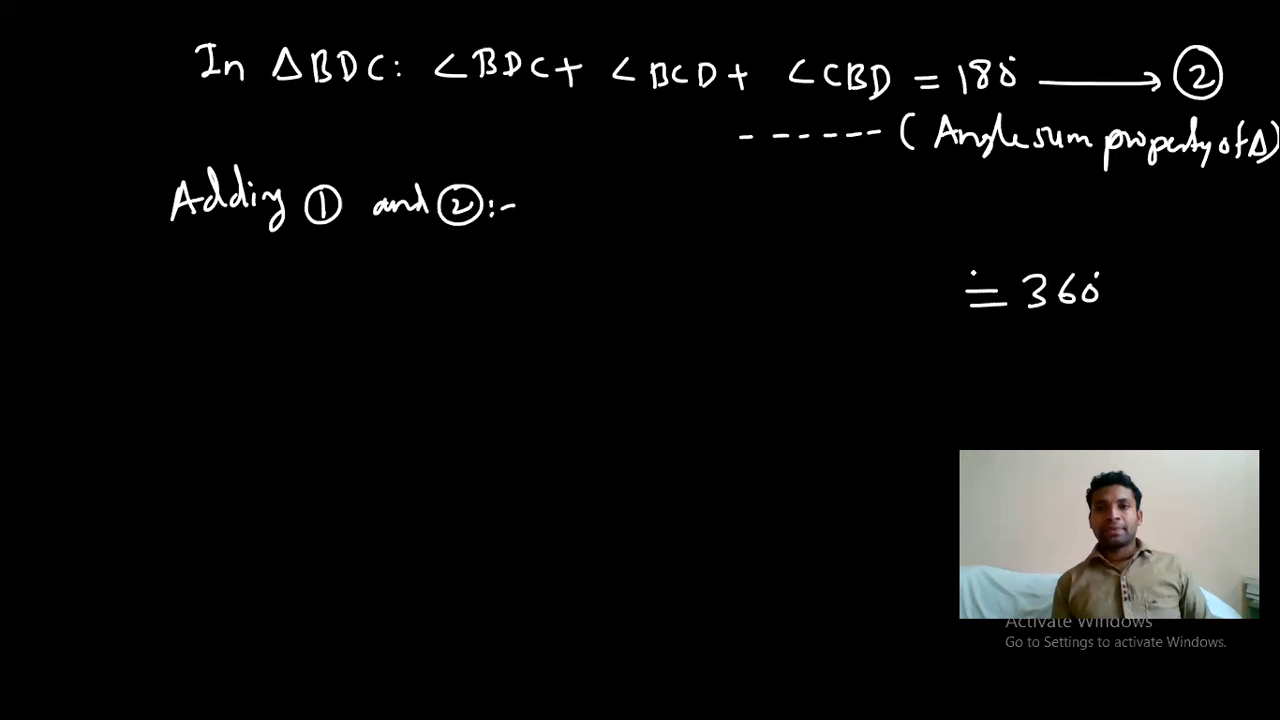 In ΔBDC: ∠BDC+ ∠BCD+ ∠CBD = 180° ⟶ ②
------ (Angle sum property of Δ)
Adding ① and ②:-
= 360°
Activate Windows
Go to Settings to activate Windows.